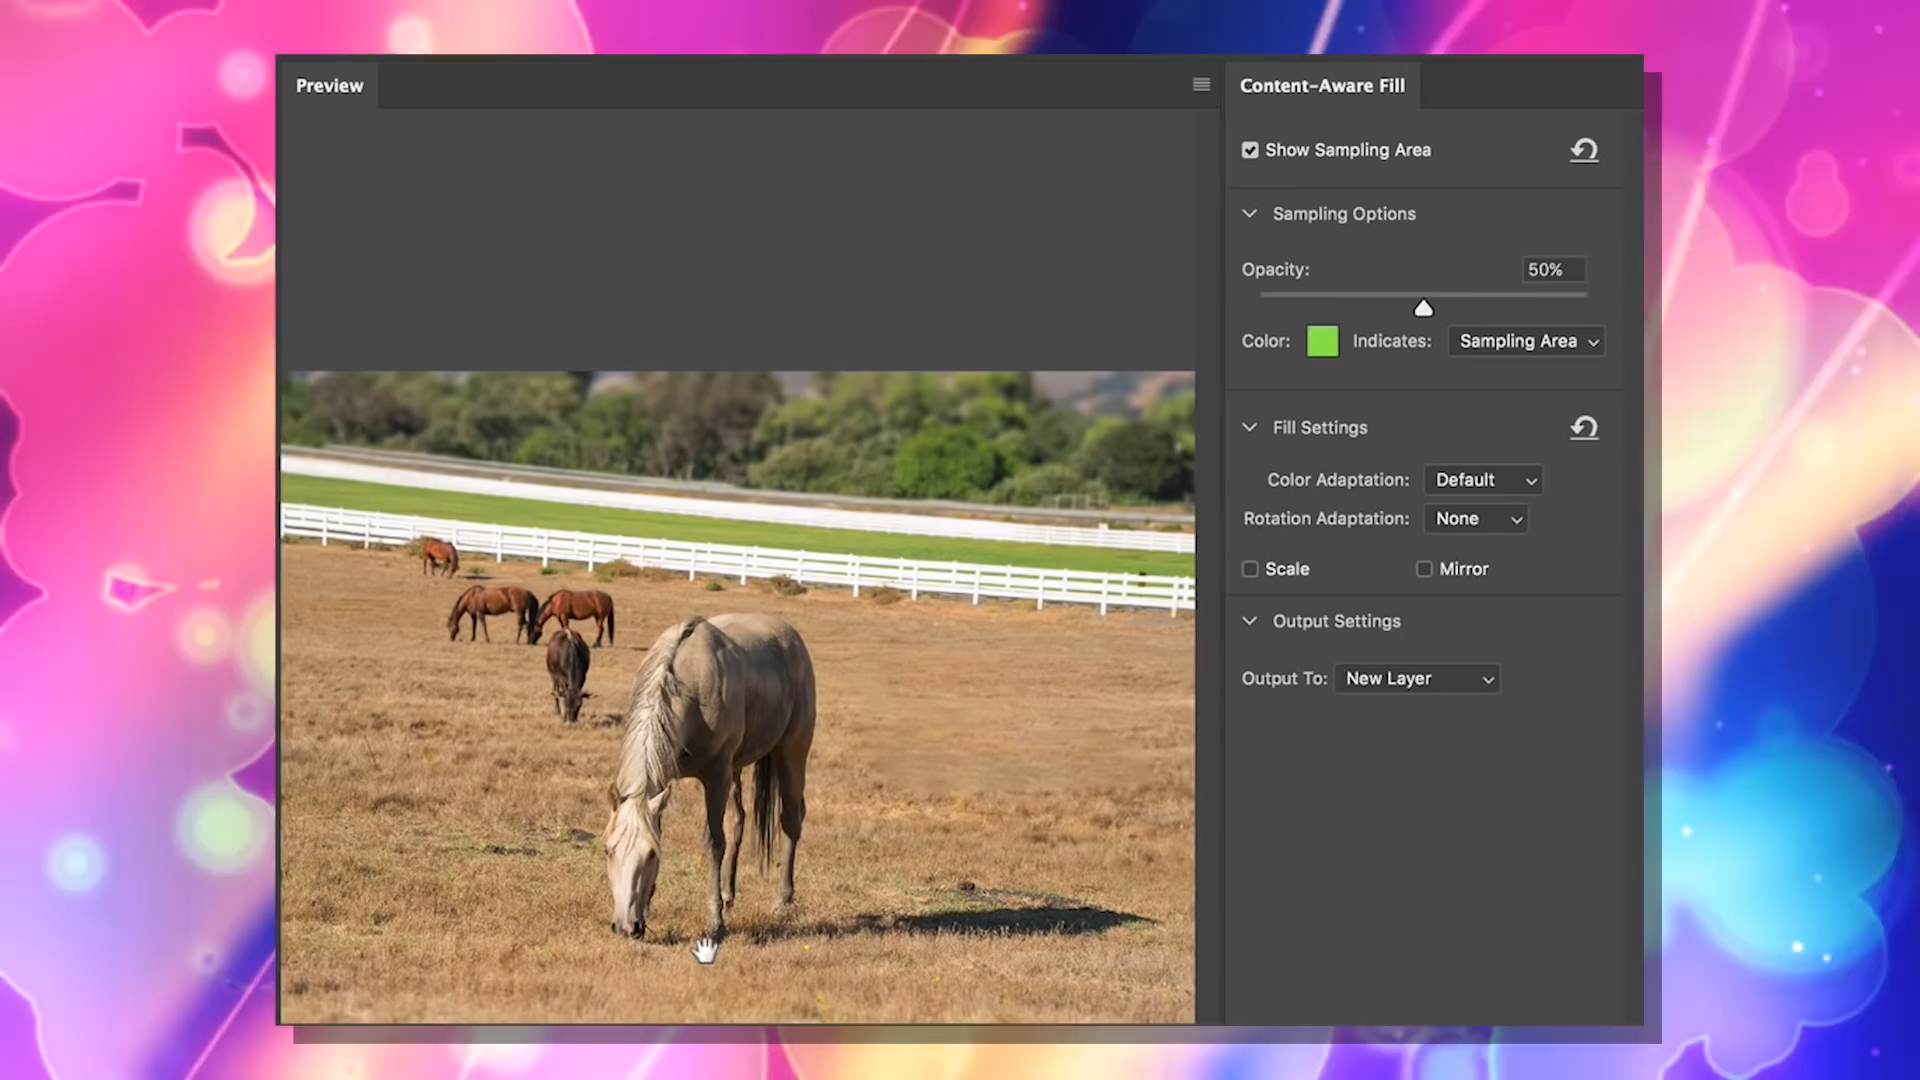 Preview
Content-Aware Fill
Show Sampling Area
Sampling Options
Opacity: 50%
Color: Indicates: Sampling Area
Fill Settings
Color Adaptation: Default
Rotation Adaptation: None
Scale Mirror
Output Settings
Output To: New Layer